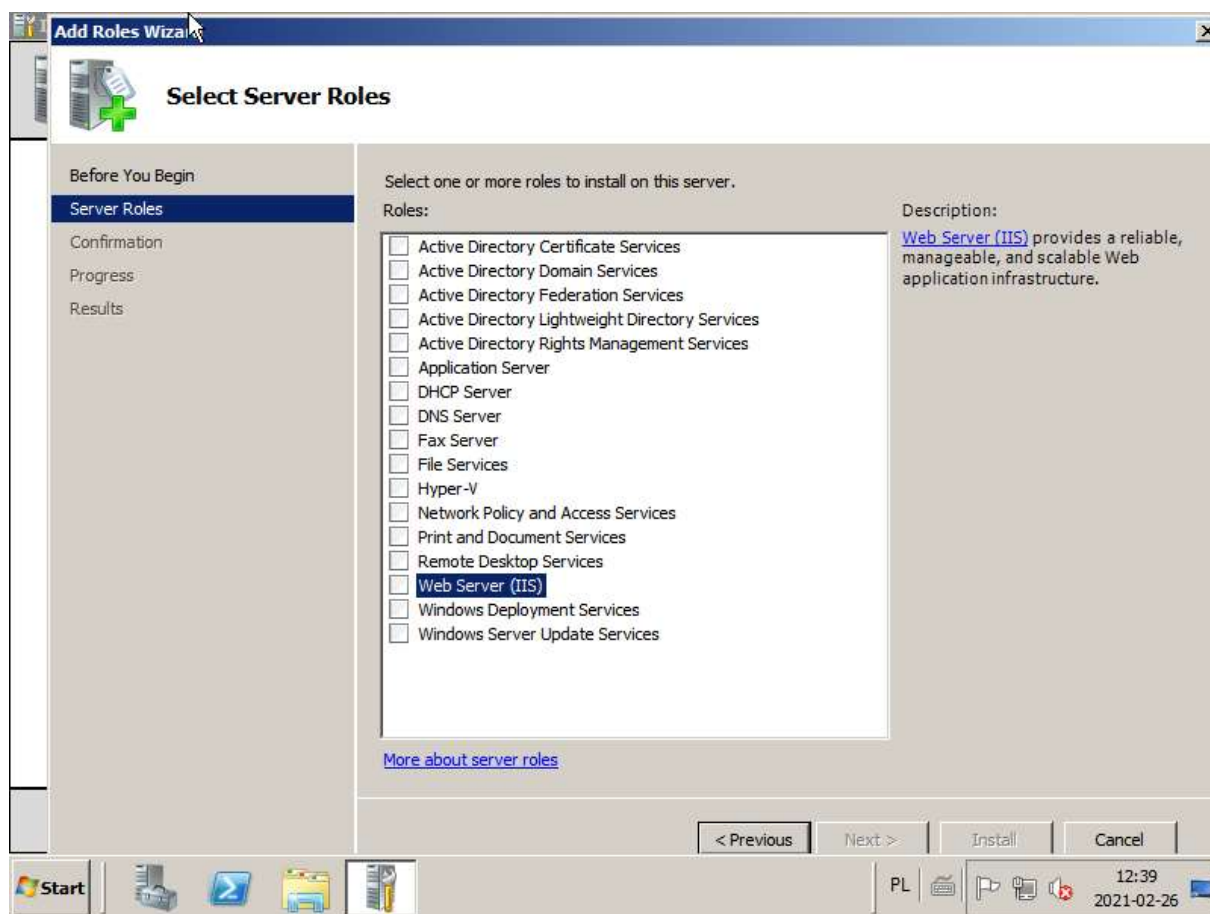 Add Roles Wizar
Select Server Roles
Before You Begin
Server Roles
Confirmation
Progress
Results
Select one or more roles to install on this server.
Roles:
Active Directory Certificate Services
Active Directory Domain Services
Active Directory Federation Services
Active Directory Lightweight Directory Services
Active Directory Rights Management Services
Application Server
DHCP Server
DNS Server
Fax Server
File Services
Hyper-V
Network Policy and Access Services
Print and Document Services
Remote Desktop Services
Web Server (IIS)
Windows Deployment Services
Windows Server Update Services
More about server roles
Description:
Web Server (IIS) provides a reliable,
manageable, and scalable Web
application infrastructure.
< Previous
Next >
Install
Cancel
Start
PL
12:39
2021-02-26